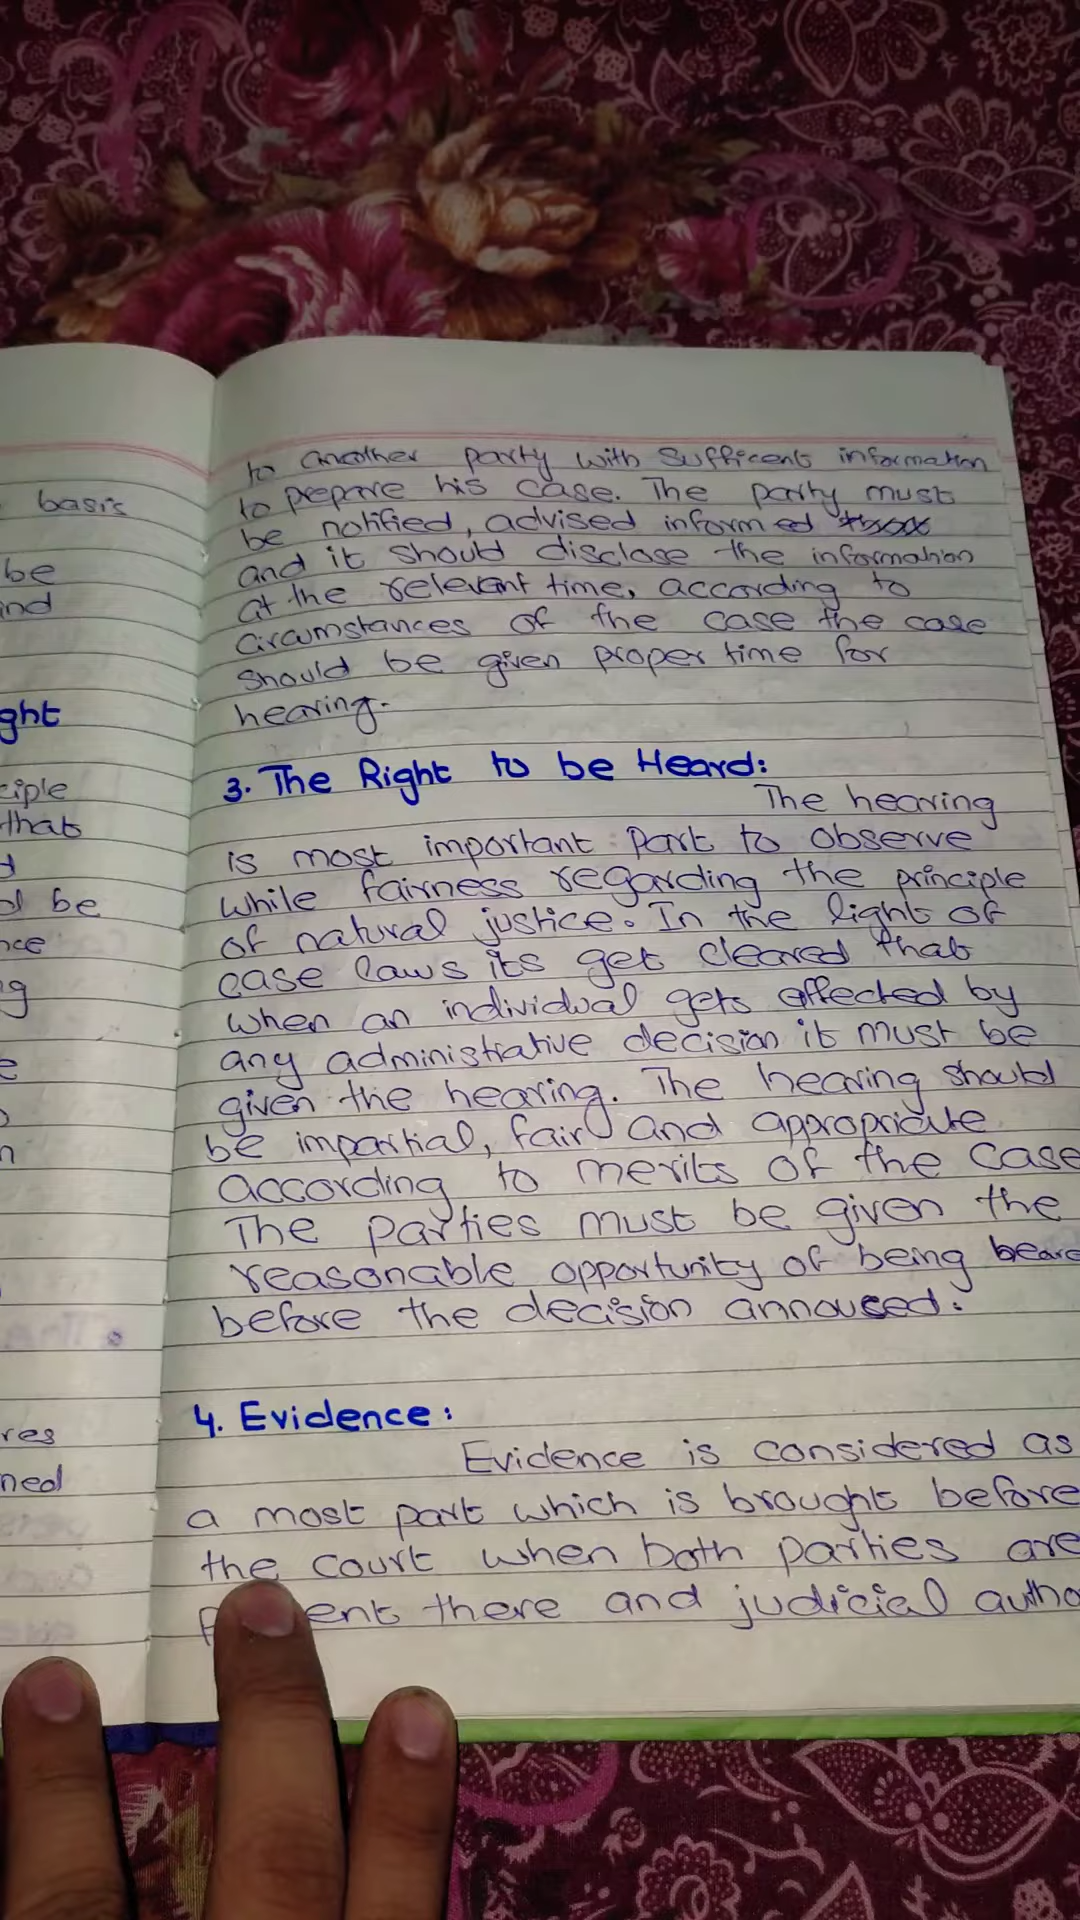 basis
be
ind
ght
ciple
that
be
nce
g
res
ned
to another party with sufficent information
to prepare his case. The party must
be notified, advised informed
and it should disclose the information
at the relevant time, according to
circumstances of the case the case
should be given proper time for
hearing.
3. The Right to be Heard:
The hearing
is most important part to observe
while fairness regarding the principle
of natural justice. In the light of
case laws its get cleared that
when an individual gets affected by
any administrative decision it must be
given the hearing. The hearing should
be impartial, fair and appropriate
according to merits of the case
The parties must be given the
reasonable opportunity of being beard
before the decision annouced.
4. Evidence:
Evidence is considered as
a most part which is brought before
the court when both parties are
ent there and judicial autho